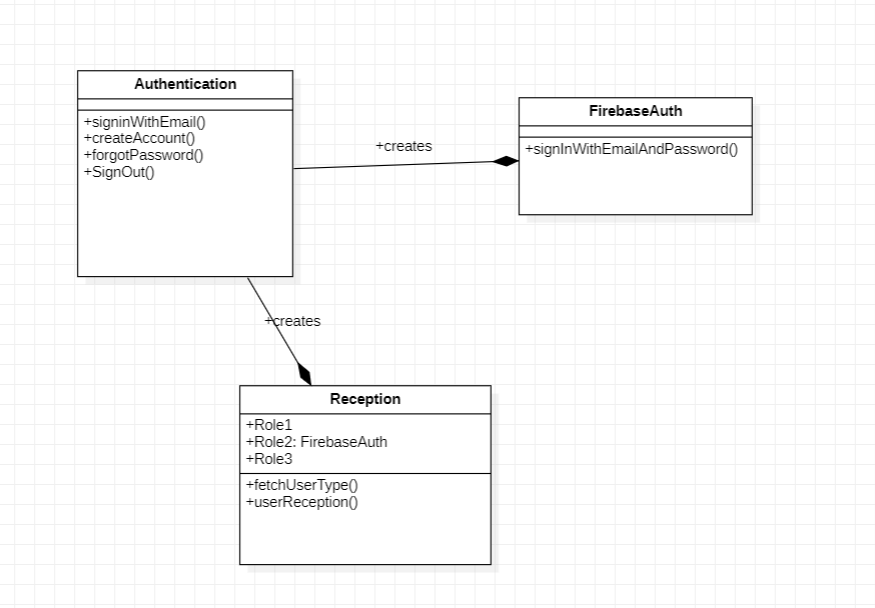 Authentication
+signinWithEmail()
+createAccount()
+forgotPassword()
+SignOut()
+creates
FirebaseAuth
+signInWithEmailAndPassword()
+creates
Reception
+Role1
+Role2: FirebaseAuth
+Role3
+fetchUserType()
+userReception()